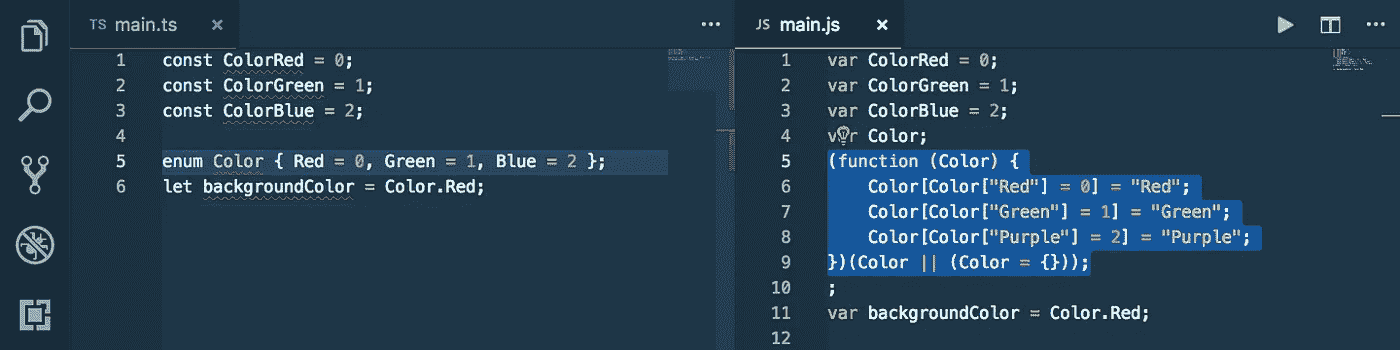 TS main.ts ×
1 const ColorRed = 0;
2 const ColorGreen = 1;
3 const ColorBlue = 2;
4
5 enum Color { Red = 0, Green = 1, Blue = 2 };
6 let backgroundColor = Color.Red;
JS main.js ×
1 var ColorRed = 0;
2 var ColorGreen = 1;
3 var ColorBlue = 2;
4 var Color;
5 (function (Color) {
6     Color[Color["Red"] = 0] = "Red";
7     Color[Color["Green"] = 1] = "Green";
8     Color[Color["Purple"] = 2] = "Purple";
9 })(Color || (Color = {}));
10 ;
11 var backgroundColor = Color.Red;
12